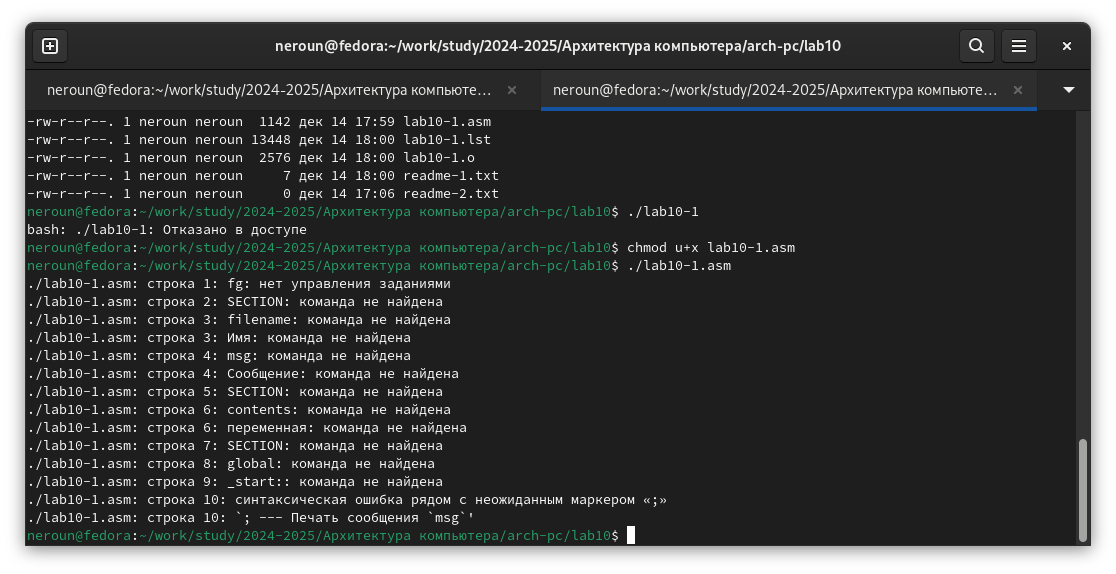 neroun@fedora:~/work/study/2024-2025/Архитектура компьютера/arch-pc/lab10
neroun@fedora:~/work/study/2024-2025/Архитектура компьюте…
neroun@fedora:~/work/study/2024-2025/Архитектура компьюте…
-rw-r--r--. 1 neroun neroun  1142 дек 14 17:59 lab10-1.asm
-rw-r--r--. 1 neroun neroun 13448 дек 14 18:00 lab10-1.lst
-rw-r--r--. 1 neroun neroun  2576 дек 14 18:00 lab10-1.o
-rw-r--r--. 1 neroun neroun     7 дек 14 18:00 readme-1.txt
-rw-r--r--. 1 neroun neroun     0 дек 14 17:06 readme-2.txt
neroun@fedora:~/work/study/2024-2025/Архитектура компьютера/arch-pc/lab10$ ./lab10-1
bash: ./lab10-1: Отказано в доступе
neroun@fedora:~/work/study/2024-2025/Архитектура компьютера/arch-pc/lab10$ chmod u+x lab10-1.asm
neroun@fedora:~/work/study/2024-2025/Архитектура компьютера/arch-pc/lab10$ ./lab10-1.asm
./lab10-1.asm: строка 1: fg: нет управления заданиями
./lab10-1.asm: строка 2: SECTION: команда не найдена
./lab10-1.asm: строка 3: filename: команда не найдена
./lab10-1.asm: строка 3: Имя: команда не найдена
./lab10-1.asm: строка 4: msg: команда не найдена
./lab10-1.asm: строка 4: Сообщение: команда не найдена
./lab10-1.asm: строка 5: SECTION: команда не найдена
./lab10-1.asm: строка 6: contents: команда не найдена
./lab10-1.asm: строка 6: переменная: команда не найдена
./lab10-1.asm: строка 7: SECTION: команда не найдена
./lab10-1.asm: строка 8: global: команда не найдена
./lab10-1.asm: строка 9: _start:: команда не найдена
./lab10-1.asm: строка 10: синтаксическая ошибка рядом с неожиданным маркером «;»
./lab10-1.asm: строка 10: `; --- Печать сообщения `msg`'
neroun@fedora:~/work/study/2024-2025/Архитектура компьютера/arch-pc/lab10$